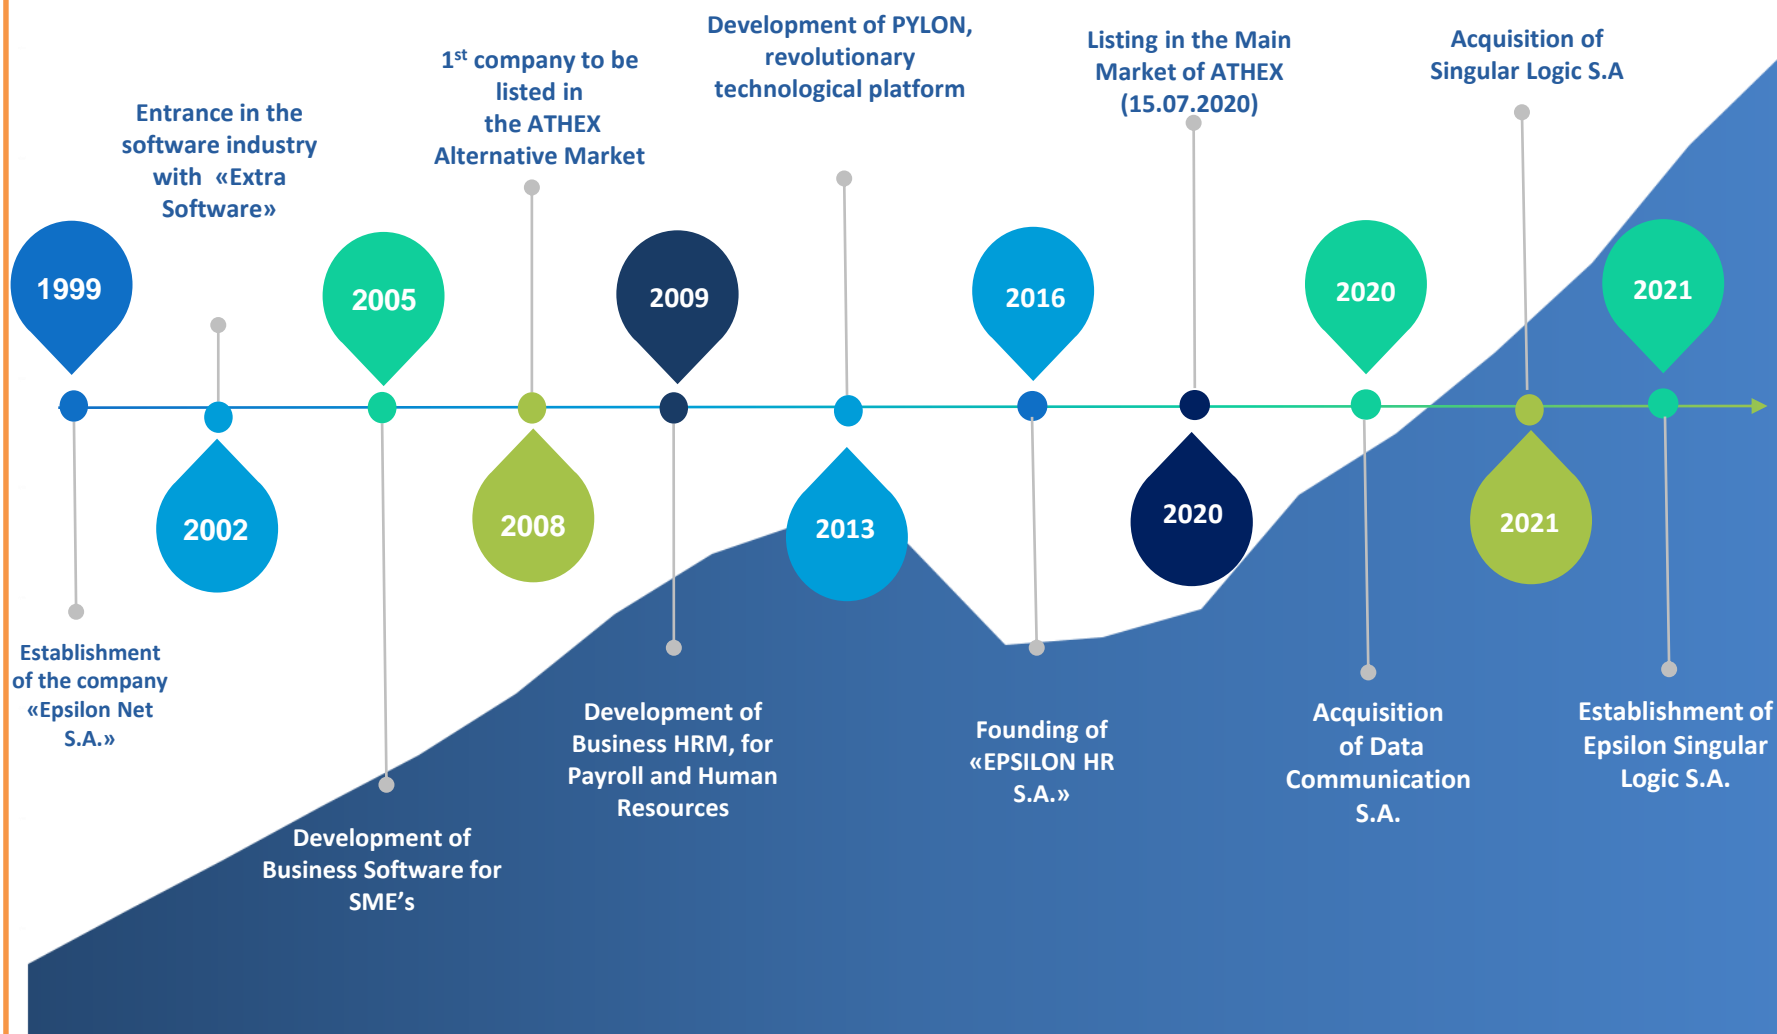 1999
Establishment
of the company
«Epsilon Net
S.A.»
Entrance in the
software industry
with «Extra
Software»
2002
2005
Development of
Business Software for
SME's
1st company to be
listed in
the ATHEX
Alternative Market
2008
2009
Development of
Business HRM, for
Payroll and Human
Resources
Development of PYLON,
revolutionary
technological platform
2013
2016
Founding of
«EPSILON HR
S.A.»
Listing in the Main
Market of ATHEX
(15.07.2020)
2020
2020
Acquisition
of Data
Communication
S.A.
Acquisition of
Singular Logic S.A
2021
2021
Establishment of
Epsilon Singular
Logic S.A.